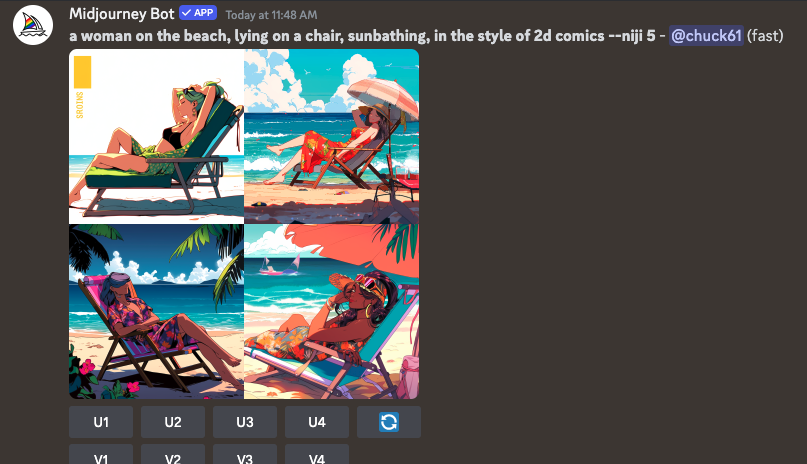 Midjourney Bot ✓ APP Today at 11:48 AM
a woman on the beach, lying on a chair, sunbathing, in the style of 2d comics --niji 5 - @chuck61 (fast)
SROINS
U1 U2 U3 U4
V1 V2 V3 V4